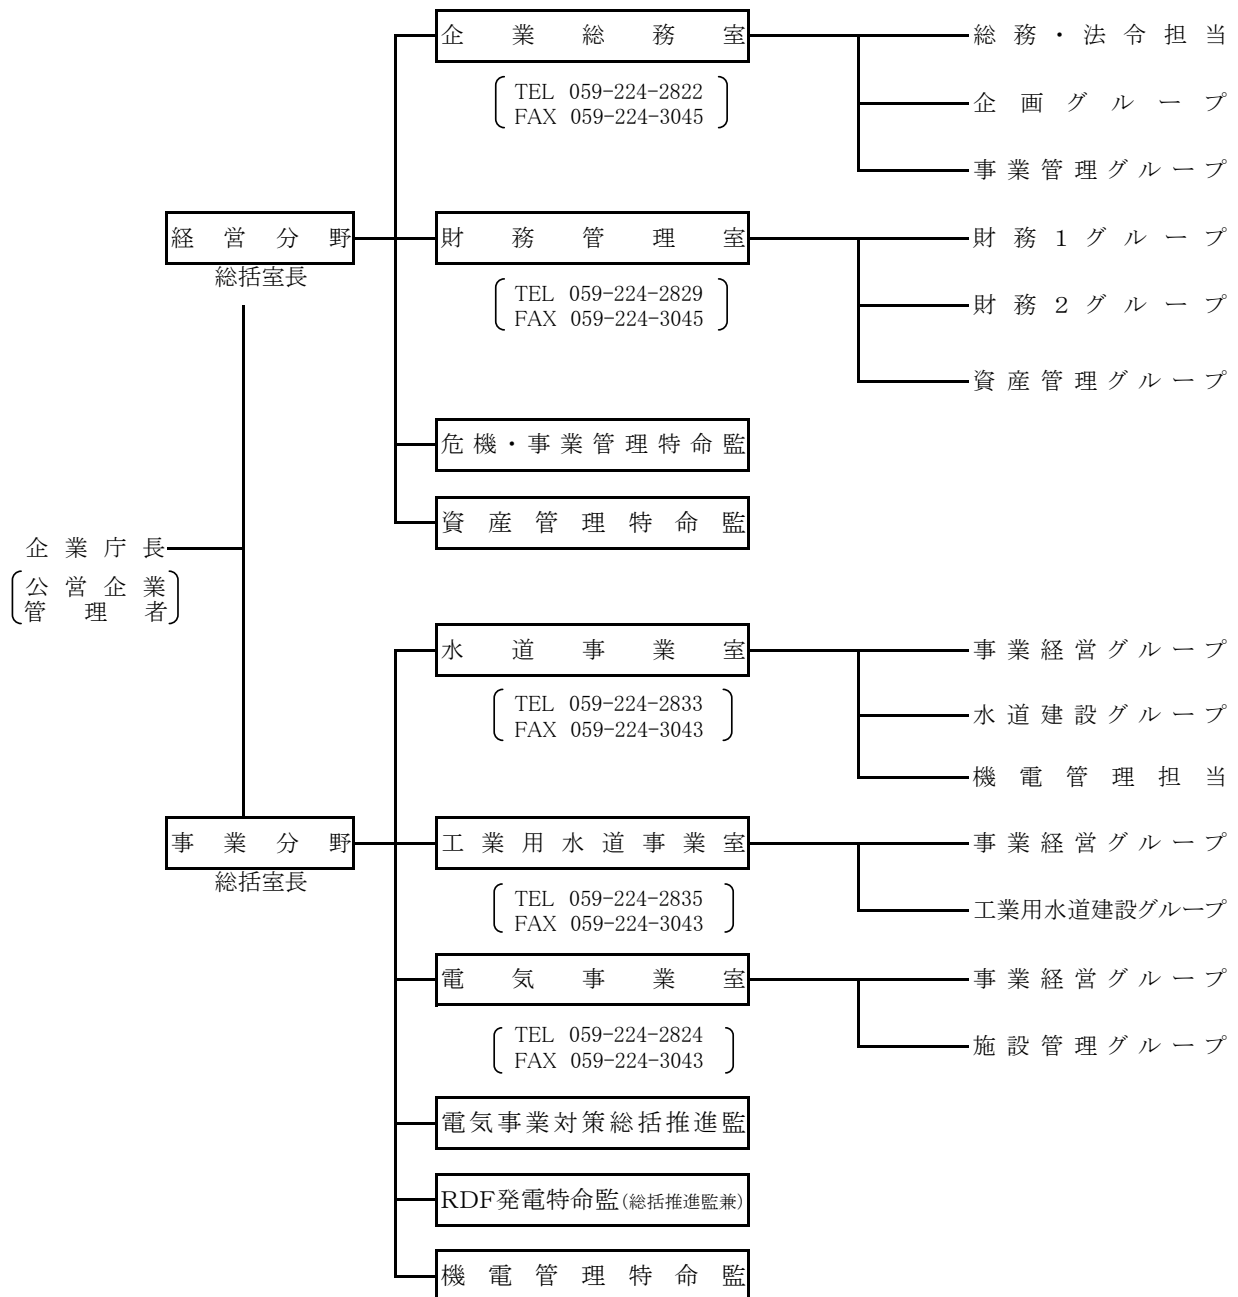 企業総務室
TEL 059-224-2822
FAX 059-224-3045
総務・法令担当
企画グループ
事業管理グループ
経営分野
総括室長
財務管理室
TEL 059-224-2829
FAX 059-224-3045
財務1グループ
財務2グループ
資産管理グループ
危機・事業管理特命監
資産管理特命監
企業庁長
公営企業
管理者
水道事業室
TEL 059-224-2833
FAX 059-224-3043
事業経営グループ
水道建設グループ
機電管理担当
事業分野
総括室長
工業用水道事業室
TEL 059-224-2835
FAX 059-224-3043
事業経営グループ
工業用水道建設グループ
電気事業室
TEL 059-224-2824
FAX 059-224-3043
事業経営グループ
施設管理グループ
電気事業対策総括推進監
RDF発電特命監(総括推進監兼)
機電管理特命監